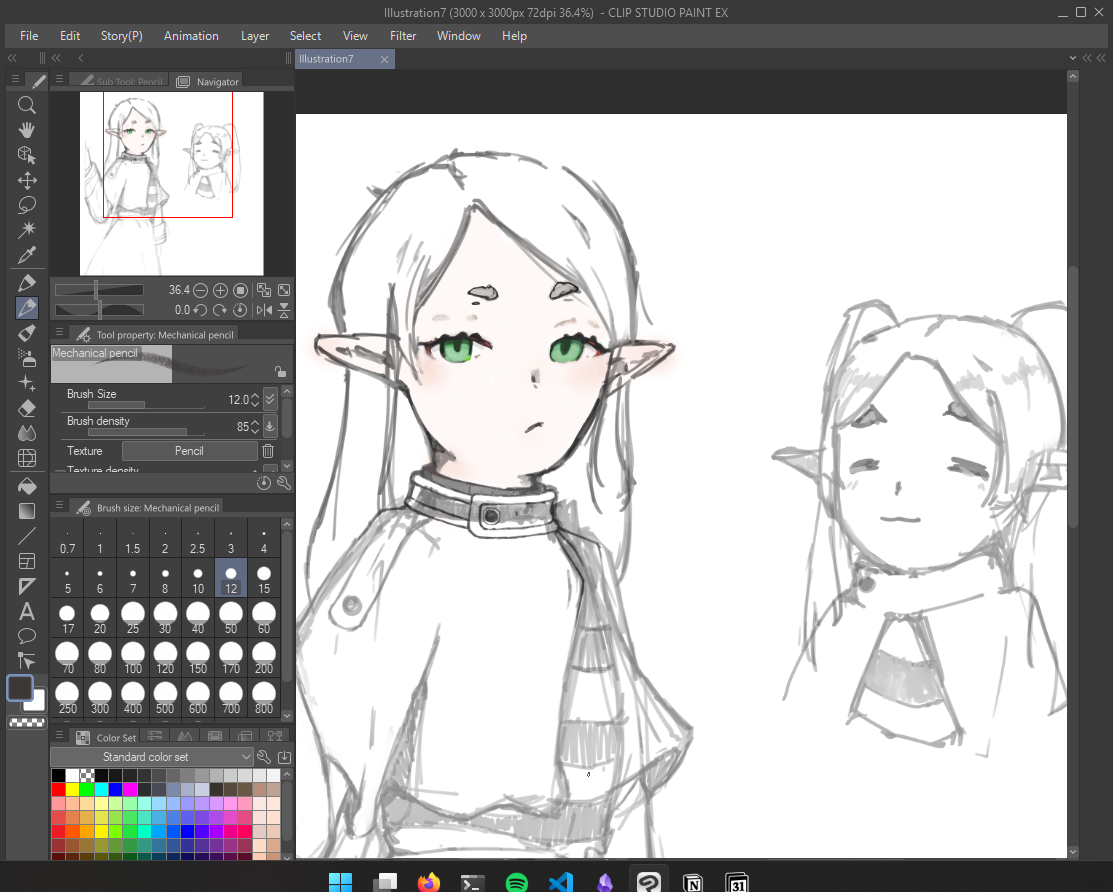 Illustration7 (3000 x 3000px 72dpi 36.4%) - CLIP STUDIO PAINT EX
File Edit Story(P) Animation Layer Select View Filter Window Help
Illustration7
Sub Tool: Pencil Navigator
36.4
0.0
Tool property: Mechanical pencil
Mechanical pencil
Brush Size 12.0
Brush density 85
Texture Pencil
Texture density
Brush size: Mechanical pencil
0.7 1 1.5 2 2.5 3 4
5 6 7 8 10 12 15
17 20 25 30 40 50 60
70 80 100 120 150 170 200
250 300 400 500 600 700 800
Color Set
Standard color set
31